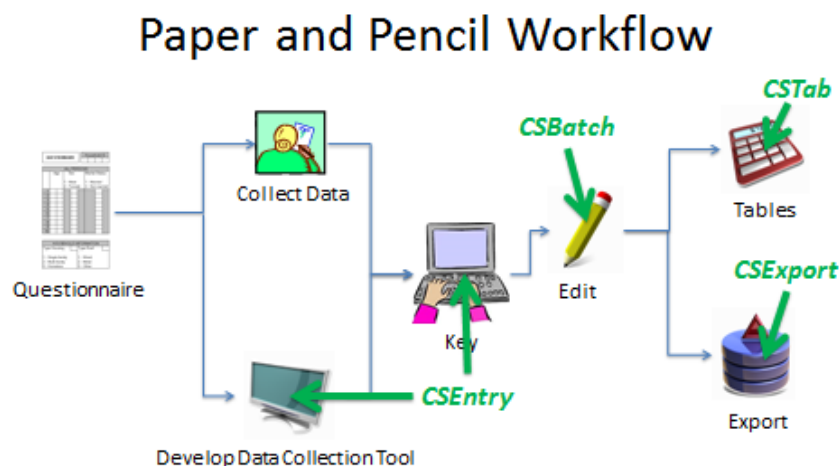 Paper and Pencil Workflow
CSTab
CSBatch
Collect Data
Tables
Questionnaire
Edit
CSExport
Key
CSEntry
Export
Develop Data Collection Tool